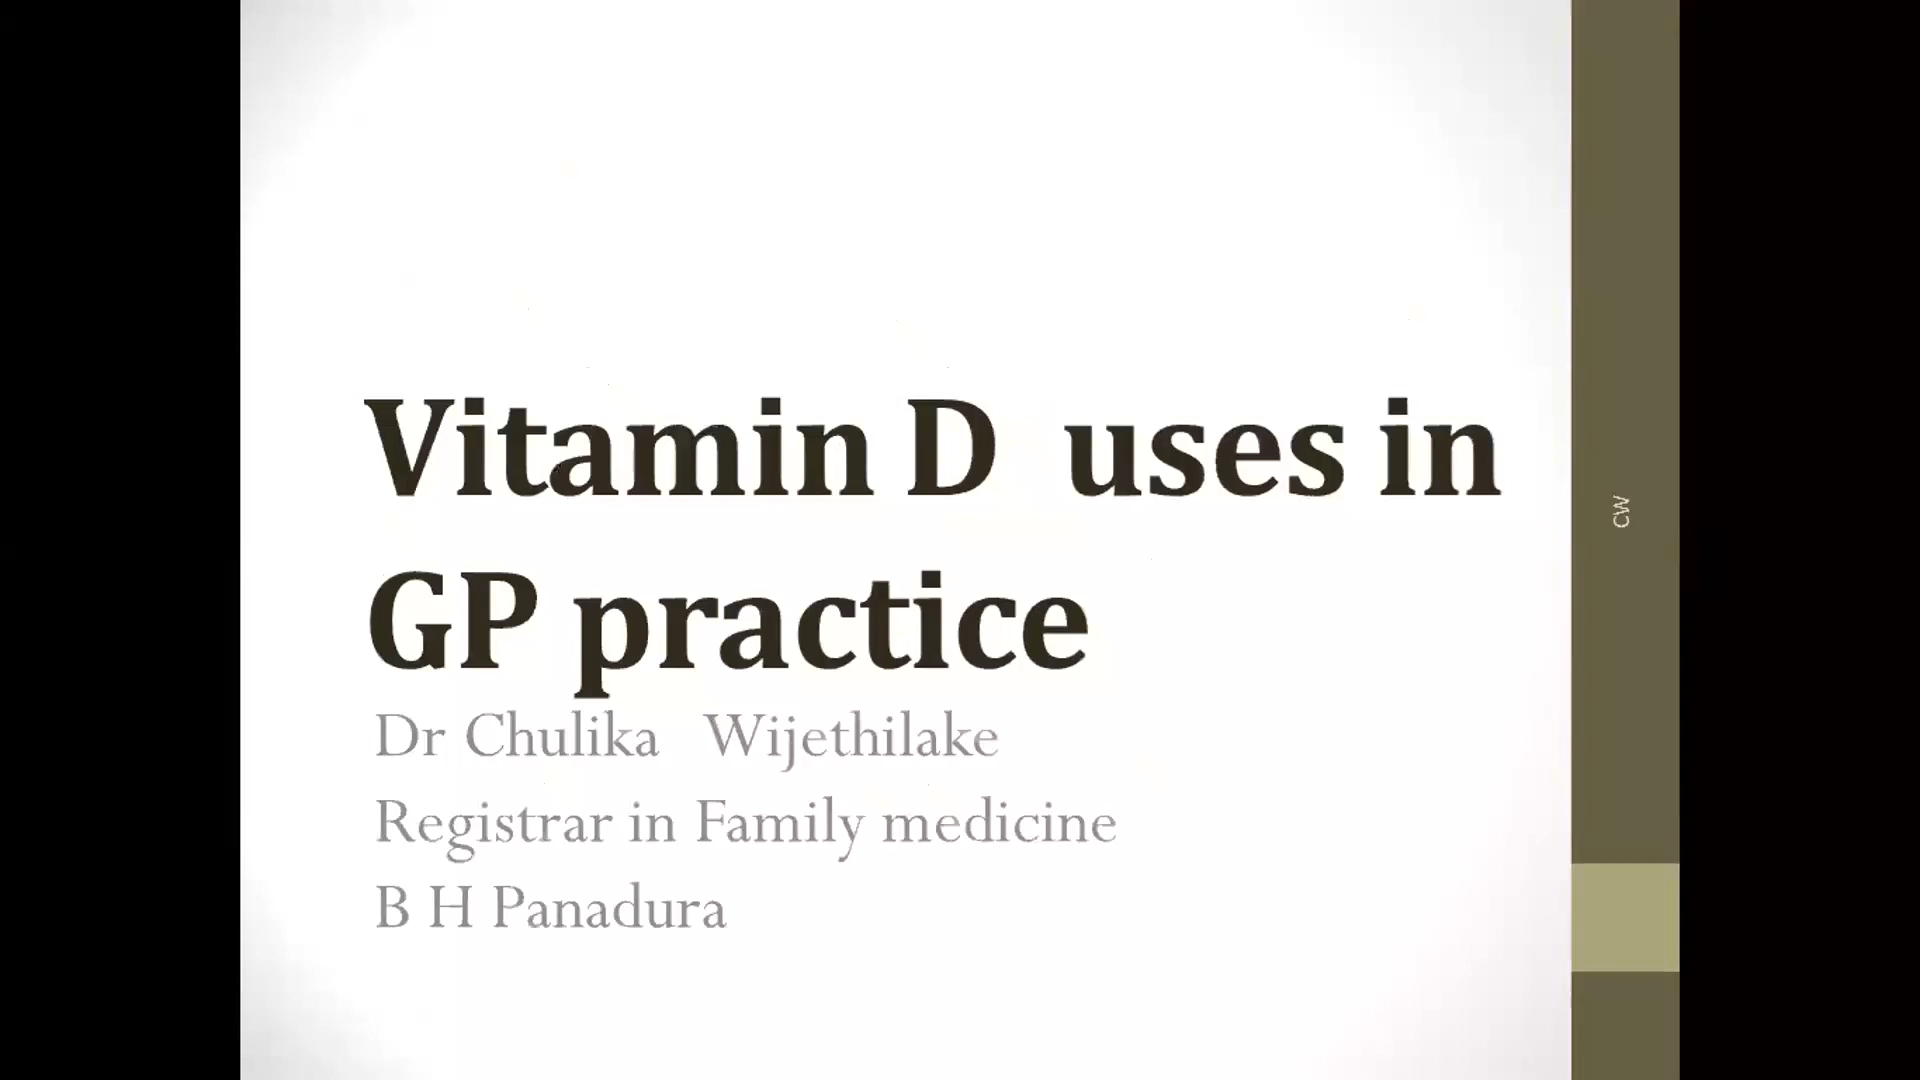 Vitamin D  uses in
GP practice
Dr Chulika   Wijethilake
Registrar in Family medicine
B H Panadura
CW